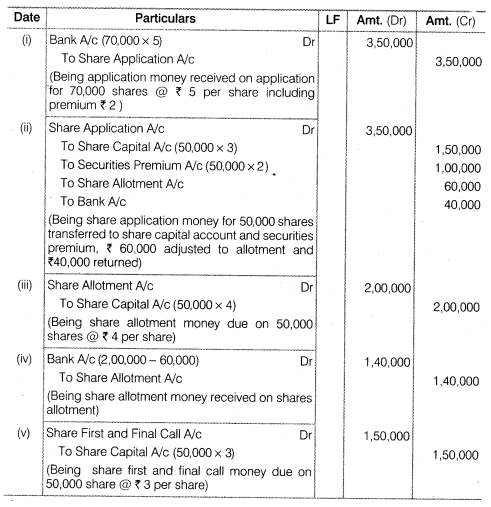 Date Particulars LF Amt. (Dr) Amt. (Cr)
(i) Bank A/c (70,000 × 5) Dr 3,50,000
To Share Application A/c 3,50,000
(Being application money received on application
for 70,000 shares @ ₹ 5 per share including
premium ₹ 2 )
(ii) Share Application A/c Dr 3,50,000
To Share Capital A/c (50,000 × 3) 1,50,000
To Securities Premium A/c (50,000 × 2) 1,00,000
To Share Allotment A/c 60,000
To Bank A/c 40,000
(Being share application money for 50,000 shares
transferred to share capital account and securities
premium, ₹ 60,000 adjusted to allotment and
₹40,000 returned)
(iii) Share Allotment A/c Dr 2,00,000
To Share Capital A/c (50,000 × 4) 2,00,000
(Being share allotment money due on 50,000
shares @ ₹ 4 per share)
(iv) Bank A/c (2,00,000 – 60,000) Dr 1,40,000
To Share Allotment A/c 1,40,000
(Being share allotment money received on shares
allotment)
(v) Share First and Final Call A/c Dr 1,50,000
To Share Capital A/c (50,000 × 3) 1,50,000
(Being share first and final call money due on
50,000 share @ ₹ 3 per share)